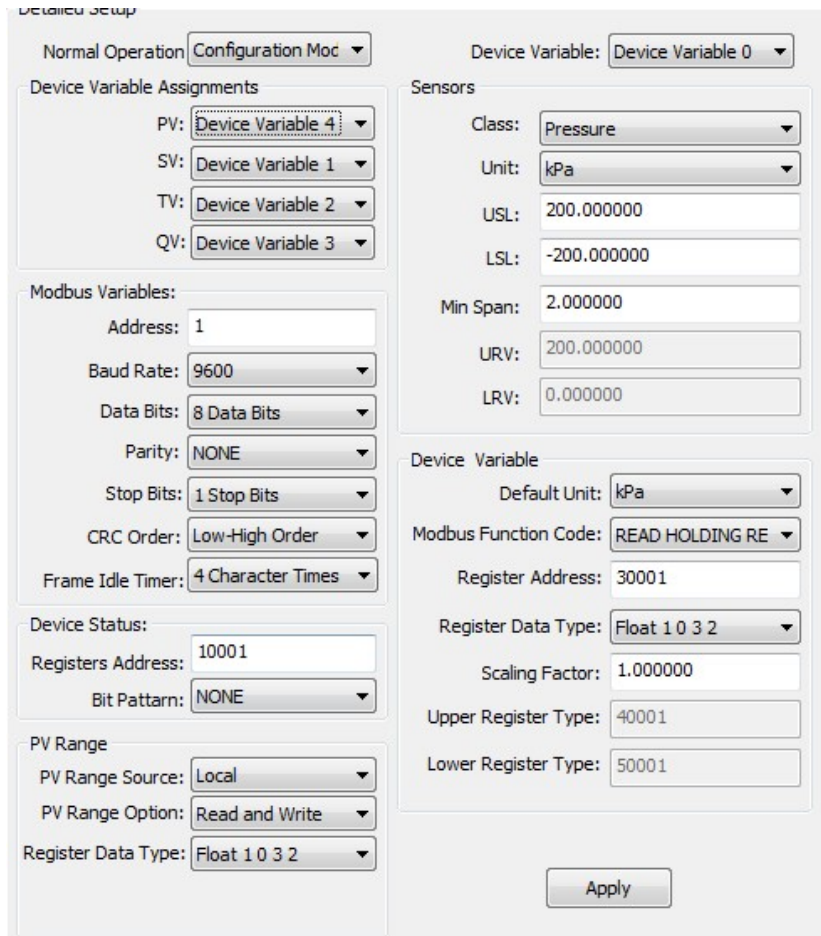 Detailed Setup
Normal Operation Configuration Mod
Device Variable: Device Variable 0
Device Variable Assignments
PV: Device Variable 4
SV: Device Variable 1
TV: Device Variable 2
QV: Device Variable 3
Modbus Variables:
Address: 1
Baud Rate: 9600
Data Bits: 8 Data Bits
Parity: NONE
Stop Bits: 1 Stop Bits
CRC Order: Low-High Order
Frame Idle Timer: 4 Character Times
Device Status:
Registers Address: 10001
Bit Pattarn: NONE
PV Range
PV Range Source: Local
PV Range Option: Read and Write
Register Data Type: Float 1 0 3 2
Sensors
Class: Pressure
Unit: kPa
USL: 200.000000
LSL: -200.000000
Min Span: 2.000000
URV: 200.000000
LRV: 0.000000
Device Variable
Default Unit: kPa
Modbus Function Code: READ HOLDING RE
Register Address: 30001
Register Data Type: Float 1 0 3 2
Scaling Factor: 1.000000
Upper Register Type: 40001
Lower Register Type: 50001
Apply